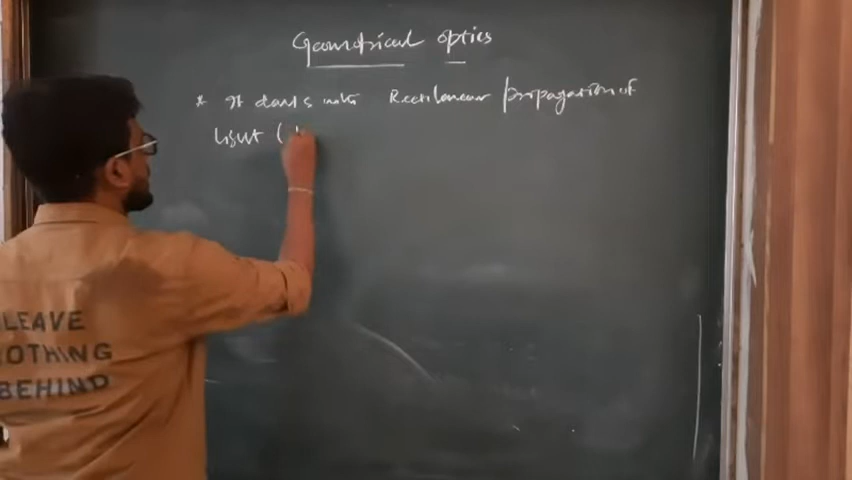 Geometrical optics
* It deals with Rectilinear propagation of
light (
LEAVE
NOTHING
BEHIND